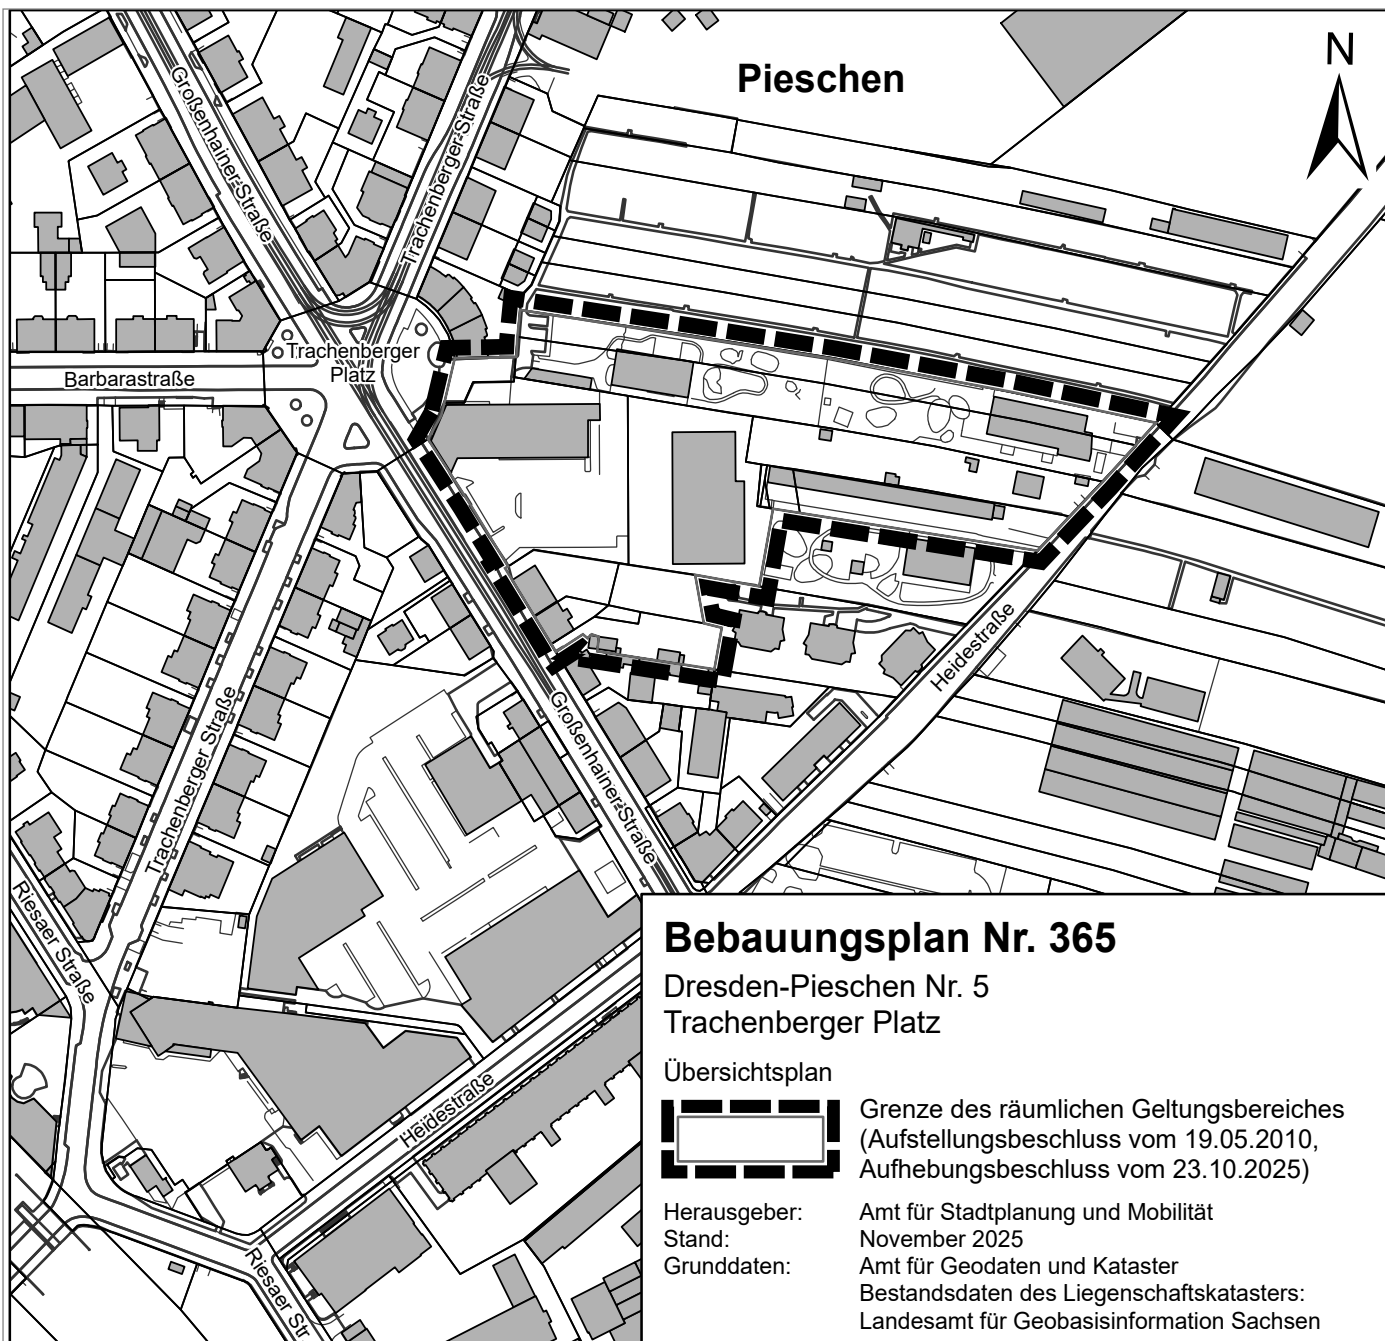 Pieschen
N
Großenhainer-Straße
Trachenberger-Straße
Trachenberger
Platz
Barbarastraße
Trachenberger Straße
Großenhainer-Straße
Heidestraße
Riesaer Straße
Heidestraße
Riesaer Str
Bebauungsplan Nr. 365
Dresden-Pieschen Nr. 5
Trachenberger Platz
Übersichtsplan
Grenze des räumlichen Geltungsbereiches
(Aufstellungsbeschluss vom 19.05.2010,
Aufhebungsbeschluss vom 23.10.2025)
Herausgeber: Amt für Stadtplanung und Mobilität
Stand: November 2025
Grunddaten: Amt für Geodaten und Kataster
Bestandsdaten des Liegenschaftskatasters:
Landesamt für Geobasisinformation Sachsen